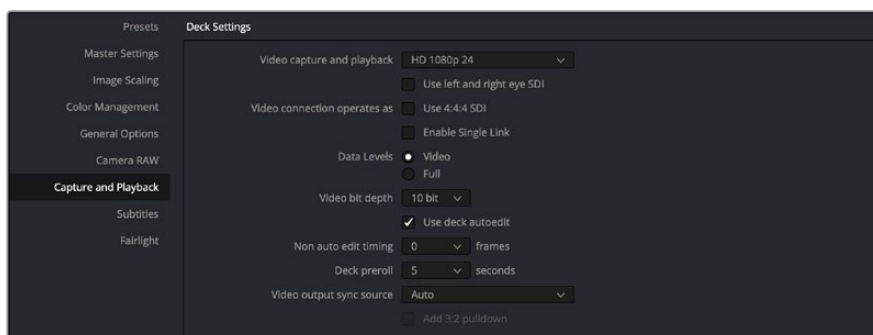 Presets
Master Settings
Image Scaling
Color Management
General Options
Camera RAW
Capture and Playback
Subtitles
Fairlight
Deck Settings
Video capture and playback HD 1080p 24
Use left and right eye SDI
Video connection operates as Use 4:4:4 SDI
Enable Single Link
Data Levels Video
Full
Video bit depth 10 bit
Use deck autoedit
Non auto edit timing 0 frames
Deck preroll 5 seconds
Video output sync source Auto
Add 3:2 pulldown